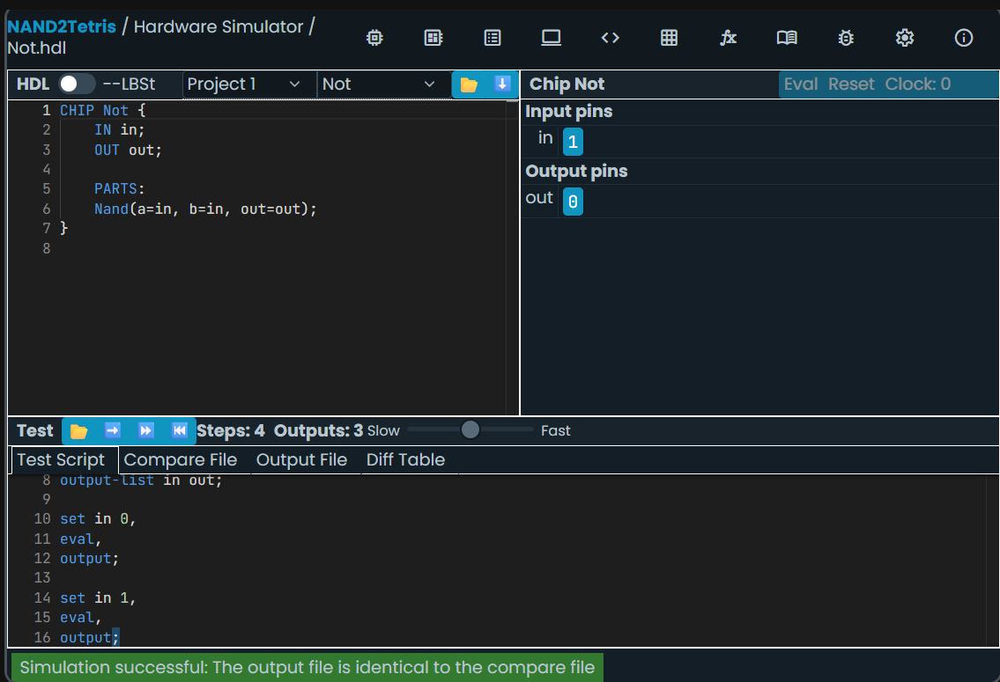 NAND2Tetris / Hardware Simulator /
Not.hdl
HDL --LBSt Project 1 Not
Chip Not Eval Reset Clock: 0
1 CHIP Not {
2 IN in;
3 OUT out;
4
5 PARTS:
6 Nand(a=in, b=in, out=out);
7 }
8
Input pins
in 1
Output pins
out 0
Test Steps: 4 Outputs: 3 Slow Fast
Test Script Compare File Output File Diff Table
8 output-list in out;
9
10 set in 0,
11 eval,
12 output;
13
14 set in 1,
15 eval,
16 output;
Simulation successful: The output file is identical to the compare file